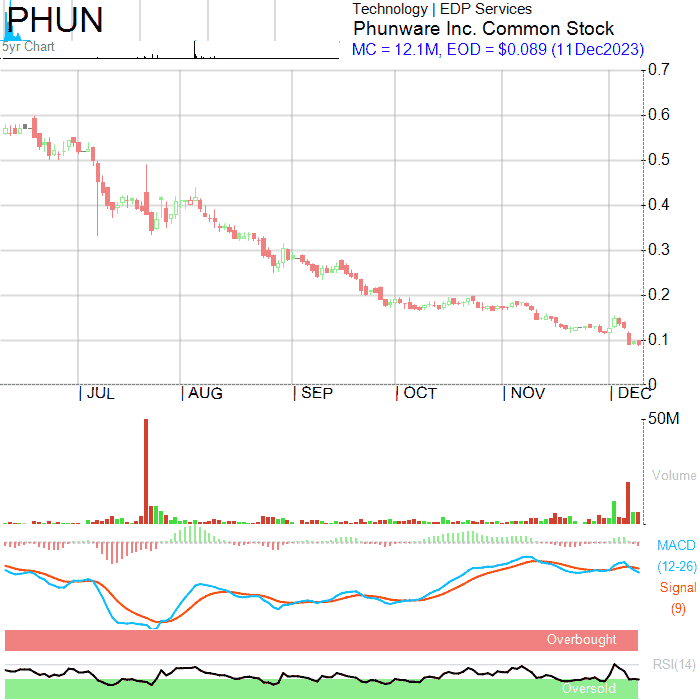 PHUN
5yr Chart
Technology | EDP Services
Phunware Inc. Common Stock
MC = 12.1M, EOD = $0.089 (11Dec2023)
0.7
0.6
0.5
0.4
0.3
0.2
0.1
0
JUL AUG SEP OCT NOV DEC
50M
Volume
MACD
(12-26)
Signal
(9)
Overbought
RSI(14)
Oversold